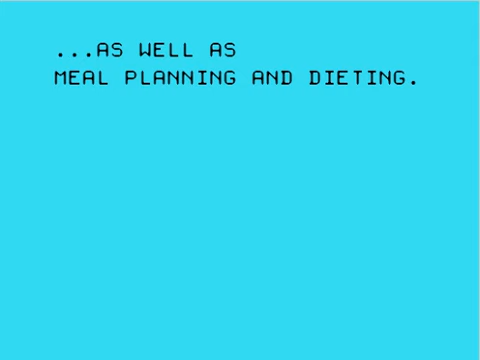 ...AS WELL AS
MEAL PLANNING AND DIETING.